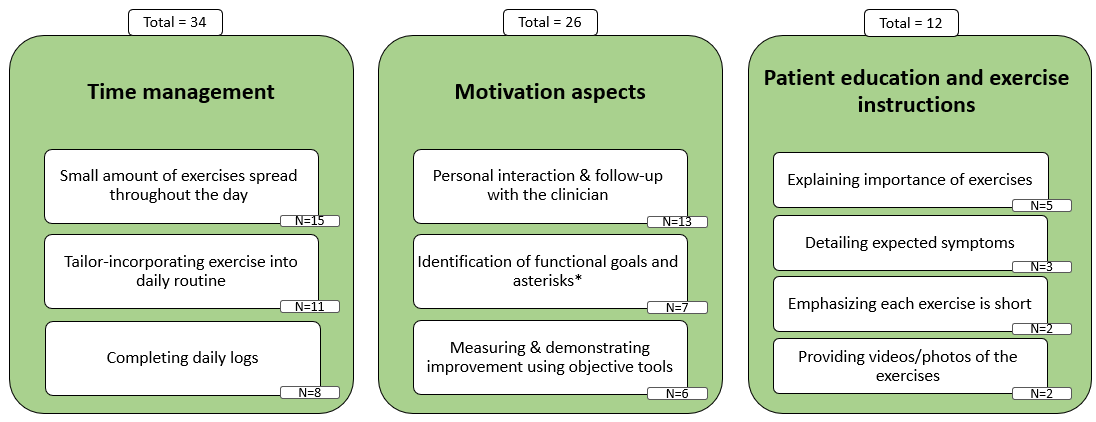 Total = 34
Time management
Small amount of exercises spread
throughout the day
N=15
Tailor-incorporating exercise into
daily routine
N=11
Completing daily logs
N=8
Total = 26
Motivation aspects
Personal interaction & follow-up
with the clinician
N=13
Identification of functional goals and
asterisks*
N=7
Measuring & demonstrating
improvement using objective tools
N=6
Total = 12
Patient education and exercise
instructions
Explaining importance of exercises
N=5
Detailing expected symptoms
N=3
Emphasizing each exercise is short
N=2
Providing videos/photos of the
exercises
N=2